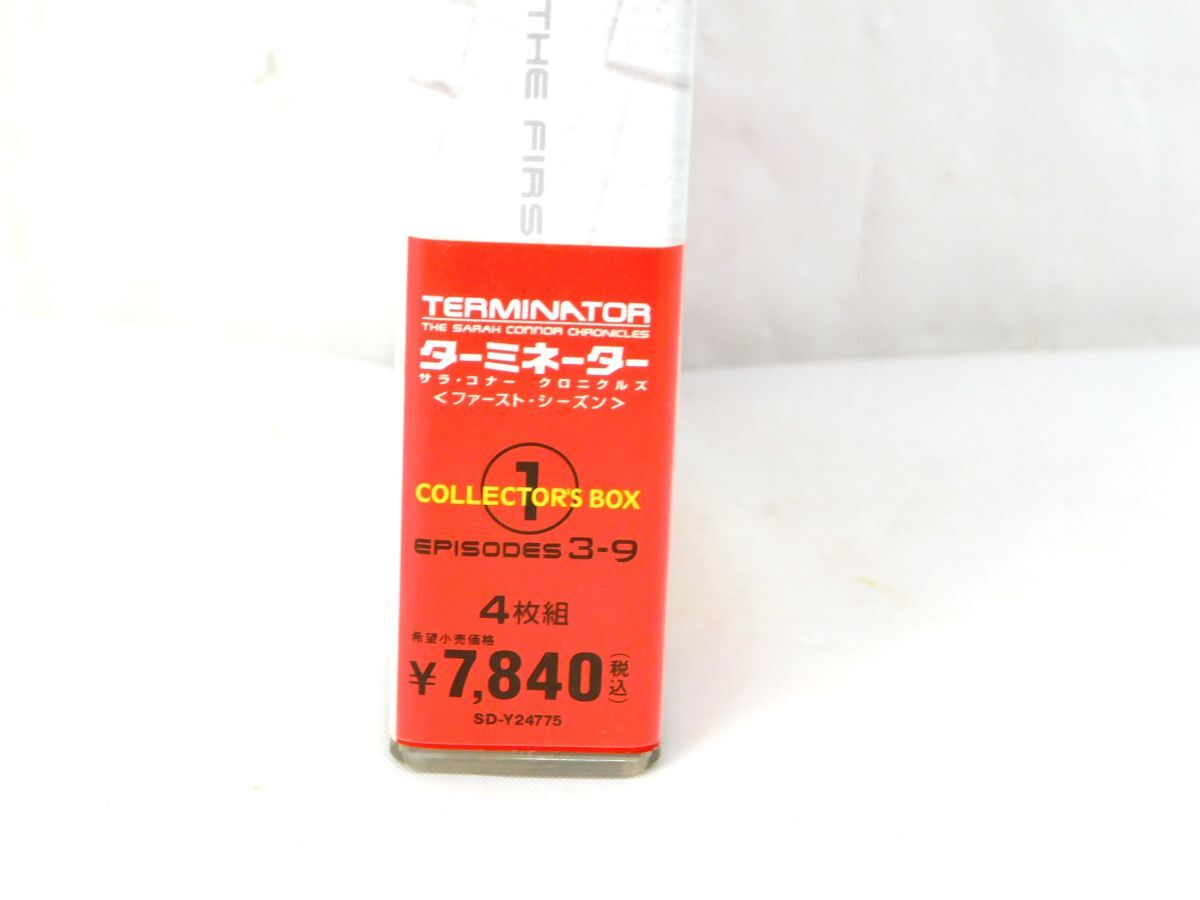 THE FIRS
TERMINATOR
THE SARAH CONNOR CHRONICLES
ターミネーター
サラ・コナー クロニクルズ
<ファースト・シーズン>
1
COLLECTOR'S BOX
EPISODES 3-9
4枚組
希望小売価格
¥7,840(税込)
SD-Y24775